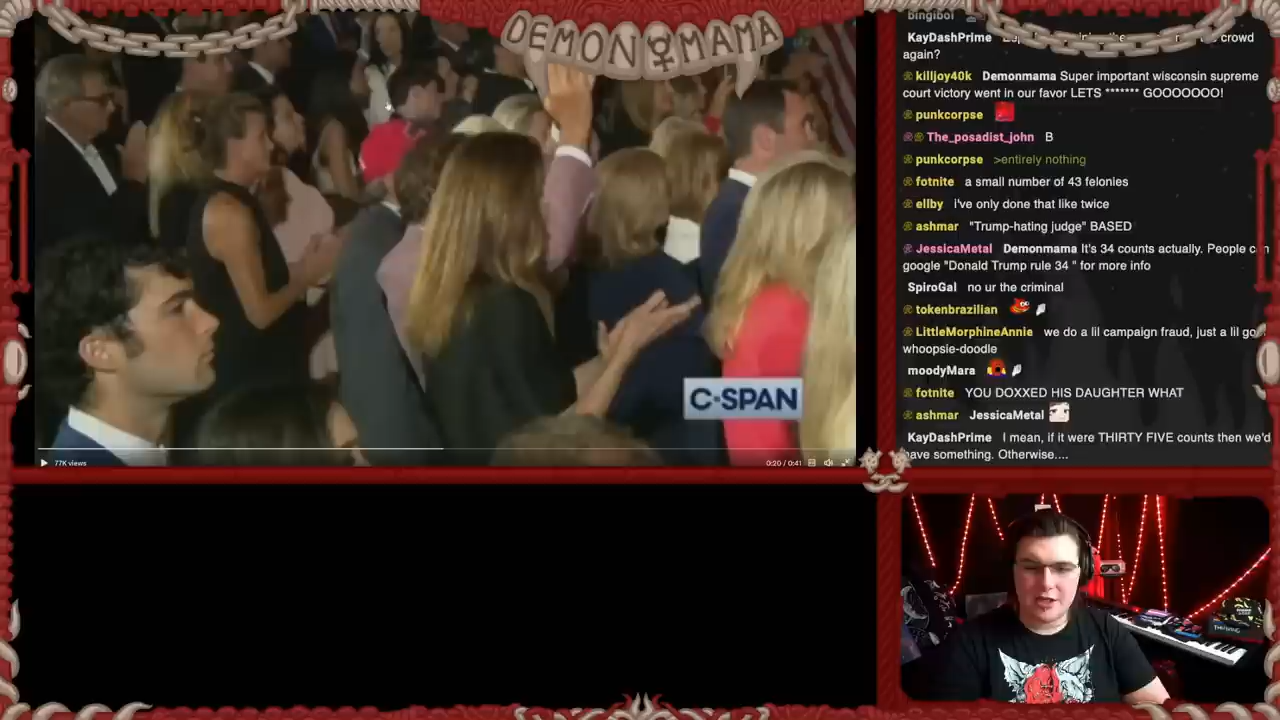 DEMON MAMA
C-SPAN
77K views
0:20 / 0:41
bingibol
KayDashPrime
crowd
again?
killjoy40k Demonmama Super important wisconsin supreme
court victory went in our favor LETS ******* GOOOOOOO!
punkcorpse
The_posadist_john B
punkcorpse >entirely nothing
fotnite a small number of 43 felonies
ellby i've only done that like twice
ashmar "Trump-hating judge" BASED
JessicaMetal Demonmama It's 34 counts actually. People can
google "Donald Trump rule 34 " for more info
SpiroGal no ur the criminal
tokenbrazilian
LittleMorphineAnnie we do a lil campaign fraud, just a lil go
whoopsie-doodle
moodyMara
fotnite YOU DOXXED HIS DAUGHTER WHAT
ashmar JessicaMetal
KayDashPrime I mean, if it were THIRTY FIVE counts then we'd
have something. Otherwise....